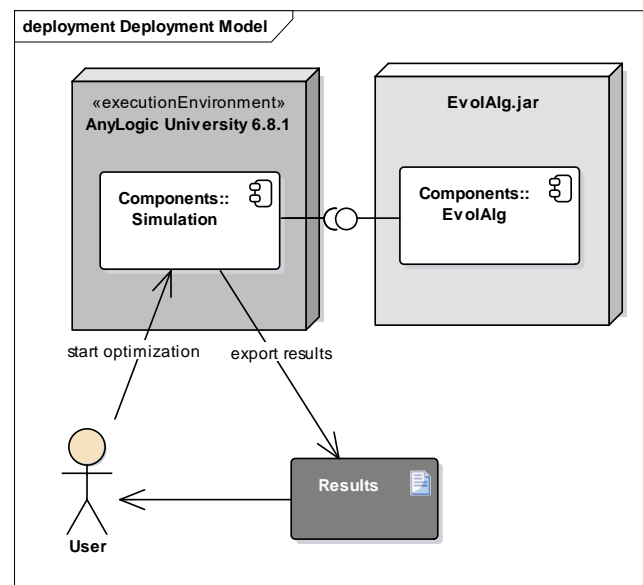 deployment Deployment Model
«executionEnvironment»
AnyLogic University 6.8.1
EvolAlg.jar
Components::
Simulation
Components::
EvolAlg
start optimization
export results
Results
User